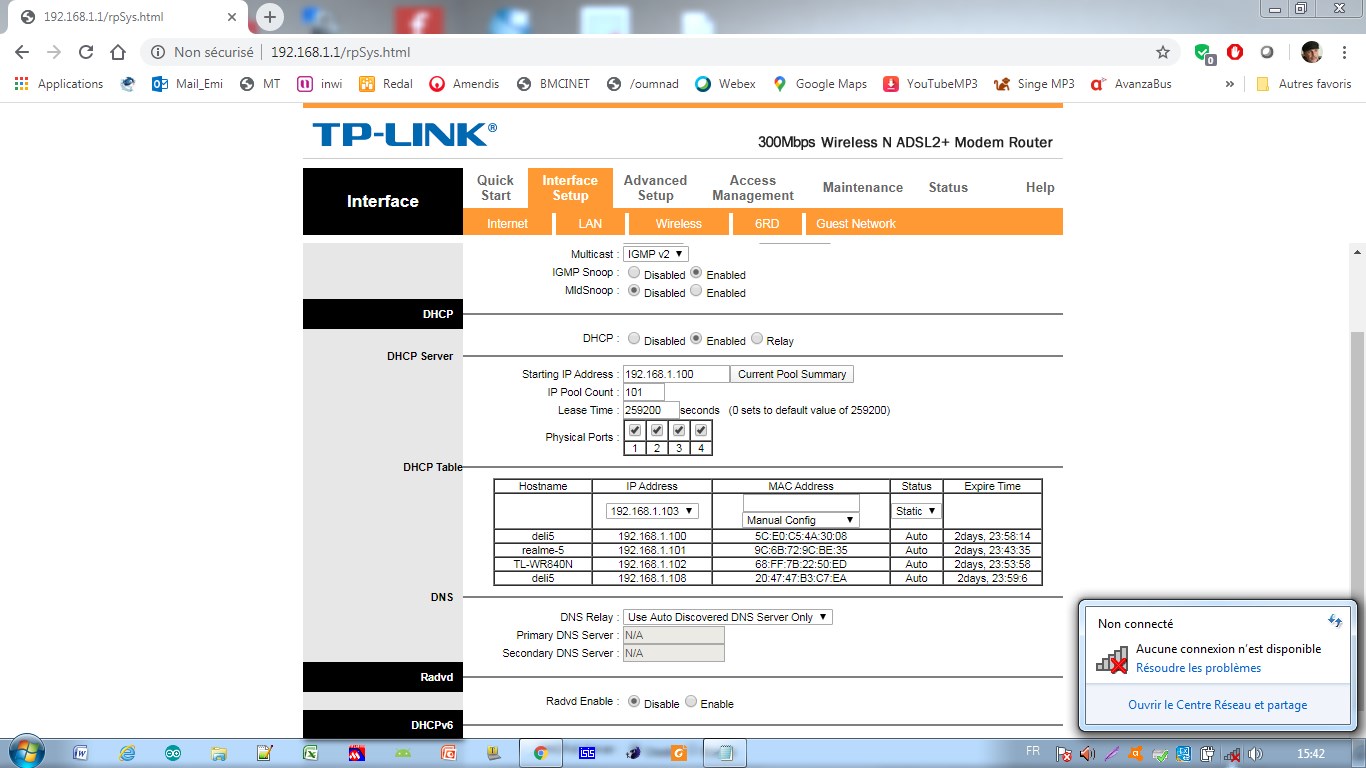 192.168.1.1/rpSys.html
Non sécurisé 192.168.1.1/rpSys.html
0
Applications Mail_Emi MT inwi Redal Amendis BMCINET /oumnad Webex Google Maps YouTubeMP3 Singe MP3 AvanzaBus » Autres favoris
TP-LINK®
300Mbps Wireless N ADSL2+ Modem Router
Interface
Quick Start Interface Setup Advanced Setup Access Management Maintenance Status Help
Internet LAN Wireless 6RD Guest Network
Multicast : IGMP v2
IGMP Snoop : Disabled Enabled
MldSnoop : Disabled Enabled
DHCP
DHCP : Disabled Enabled Relay
DHCP Server
Starting IP Address : 192.168.1.100 Current Pool Summary
IP Pool Count : 101
Lease Time : 259200 seconds (0 sets to default value of 259200)
Physical Ports :
1 2 3 4
DHCP Table
Hostname IP Address MAC Address Status Expire Time
192.168.1.103 Manual Config Static
deli5 192.168.1.100 5C:E0:C5:4A:30:08 Auto 2days, 23:58:14
realme-5 192.168.1.101 9C:6B:72:9C:BE:35 Auto 2days, 23:43:35
TL-WR840N 192.168.1.102 68:FF:7B:22:50:ED Auto 2days, 23:53:58
deli5 192.168.1.108 20:47:47:B3:C7:EA Auto 2days, 23:59:6
DNS
DNS Relay : Use Auto Discovered DNS Server Only
Primary DNS Server : N/A
Secondary DNS Server : N/A
Radvd
Radvd Enable : Disable Enable
DHCPv6
Non connecté
Aucune connexion n'est disponible
Résoudre les problèmes
Ouvrir le Centre Réseau et partage
FR
15:42